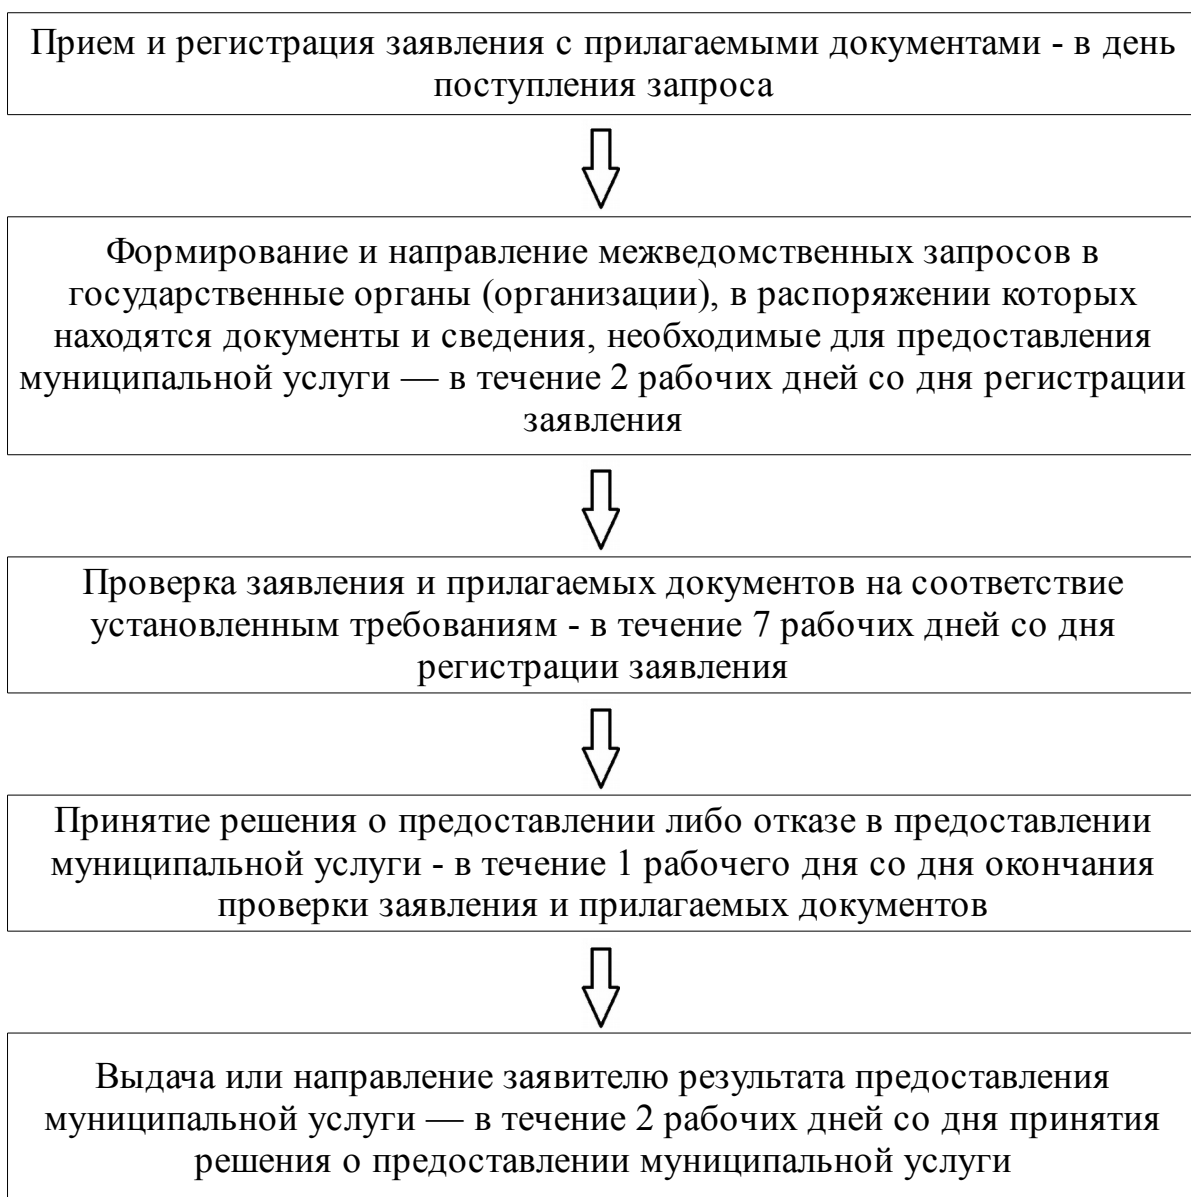 Прием и регистрация заявления с прилагаемыми документами - в день
поступления запроса
Формирование и направление межведомственных запросов в
государственные органы (организации), в распоряжении которых
находятся документы и сведения, необходимые для предоставления
муниципальной услуги — в течение 2 рабочих дней со дня регистрации
заявления
Проверка заявления и прилагаемых документов на соответствие
установленным требованиям - в течение 7 рабочих дней со дня
регистрации заявления
Принятие решения о предоставлении либо отказе в предоставлении
муниципальной услуги - в течение 1 рабочего дня со дня окончания
проверки заявления и прилагаемых документов
Выдача или направление заявителю результата предоставления
муниципальной услуги — в течение 2 рабочих дней со дня принятия
решения о предоставлении муниципальной услуги